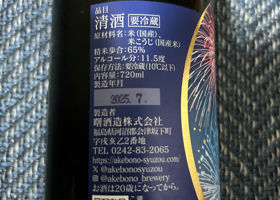 品目
清酒 要冷蔵
原材料名：米（国産）、
米こうじ（国産米）
精米歩合：65％
アルコール分：11.5度
保存方法：要冷蔵（10℃以下）
内容量：720ml
製造年月
2025.7.
製造者
曙酒造株式会社
福島県河沼郡会津坂下町
字戌亥乙2番地
TEL 0242-83-2065
https://akebono-syuzou.com/
@akebonosyuzou
@akebono_brewery
お酒は20歳になってから。